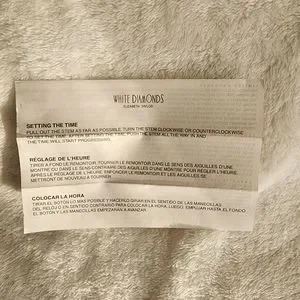 WHITE DIAMONDS
ELIZABETH TAYLOR
SETTING THE TIME
PULL OUT THE STEM AS FAR AS POSSIBLE. TURN THE STEM CLOCKWISE OR COUNTERCLOCKWISE
TO SET THE TIME. AFTER SETTING THE TIME, PUSH THE STEM ALL THE WAY IN AND
THE TIME WILL START PROGRESSING.
RÉGLAGE DE L'HEURE
TIRER A FOND LE REMONTOIR. TOURNER LE REMONTOIR DANS LE SENS DES AIGUILLES D'UNE
MONTRE OU DANS LE SENS CONTRAIRE DES AIGUILLES D'UNE MONTRE POUR RÉGLER L'HEURE.
APRÈS LE RÉGLAGE DE L'HEURE, ENFONCER LE REMONTOIR ET LES AIGUILLES SE
METTRONT DE NOUVEAU À TOURNER.
COLOCAR LA HORA
TIRAR EL BOTON LO MAS POSIBLE Y HACERLO GIRAR EN EL SENTIDO DE LAS MANECILLAS
DEL RELOJ O EN SENTIDO CONTRARIO PARA COLOCAR LA HORA. LUEGO, EMPUJAR HASTA EL FONDO
EL BOTON Y LAS MANECILLAS EMPEZARAN A AVANZAR.